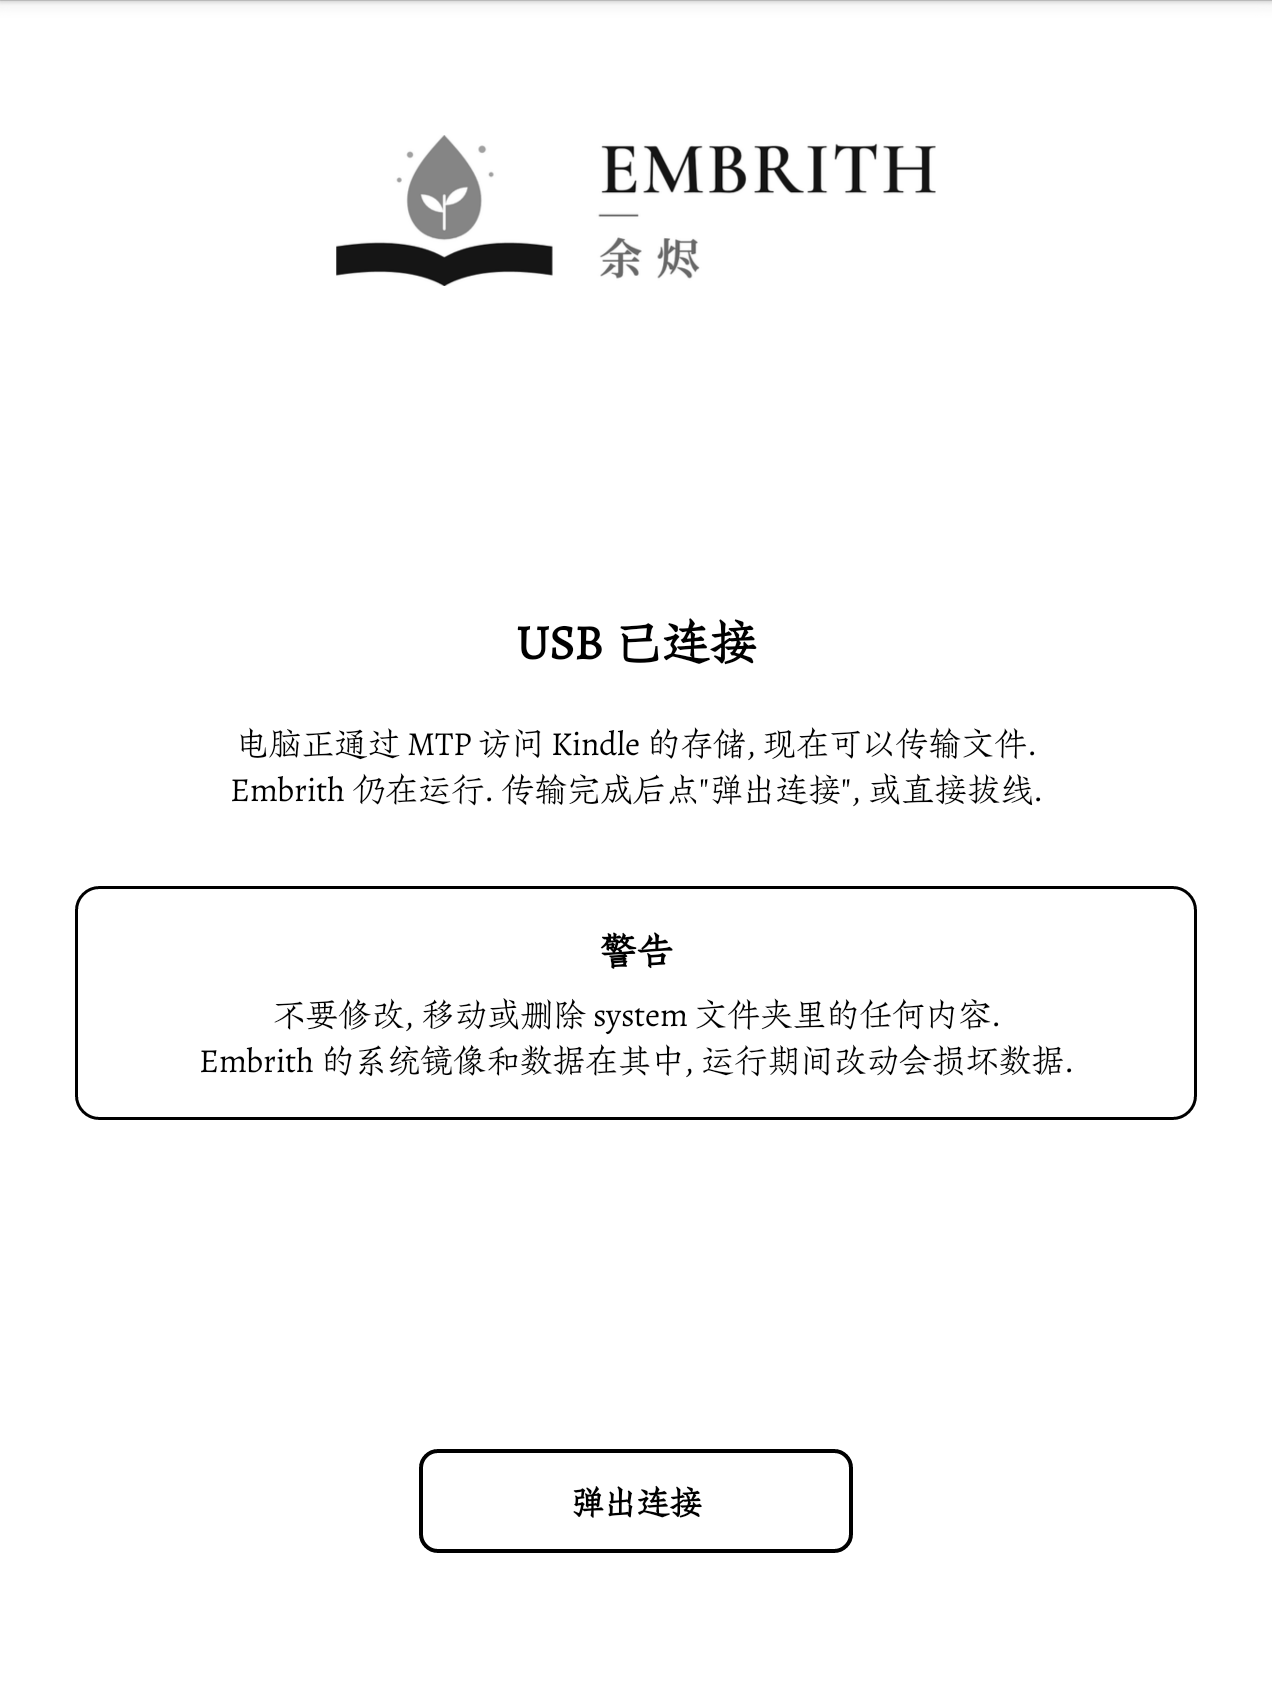 EMBRITH
余烬
USB 已连接
电脑正通过 MTP 访问 Kindle 的存储, 现在可以传输文件.
Embrith 仍在运行. 传输完成后点"弹出连接", 或直接拔线.
警告
不要修改, 移动或删除 system 文件夹里的任何内容.
Embrith 的系统镜像和数据在其中, 运行期间改动会损坏数据.
弹出连接